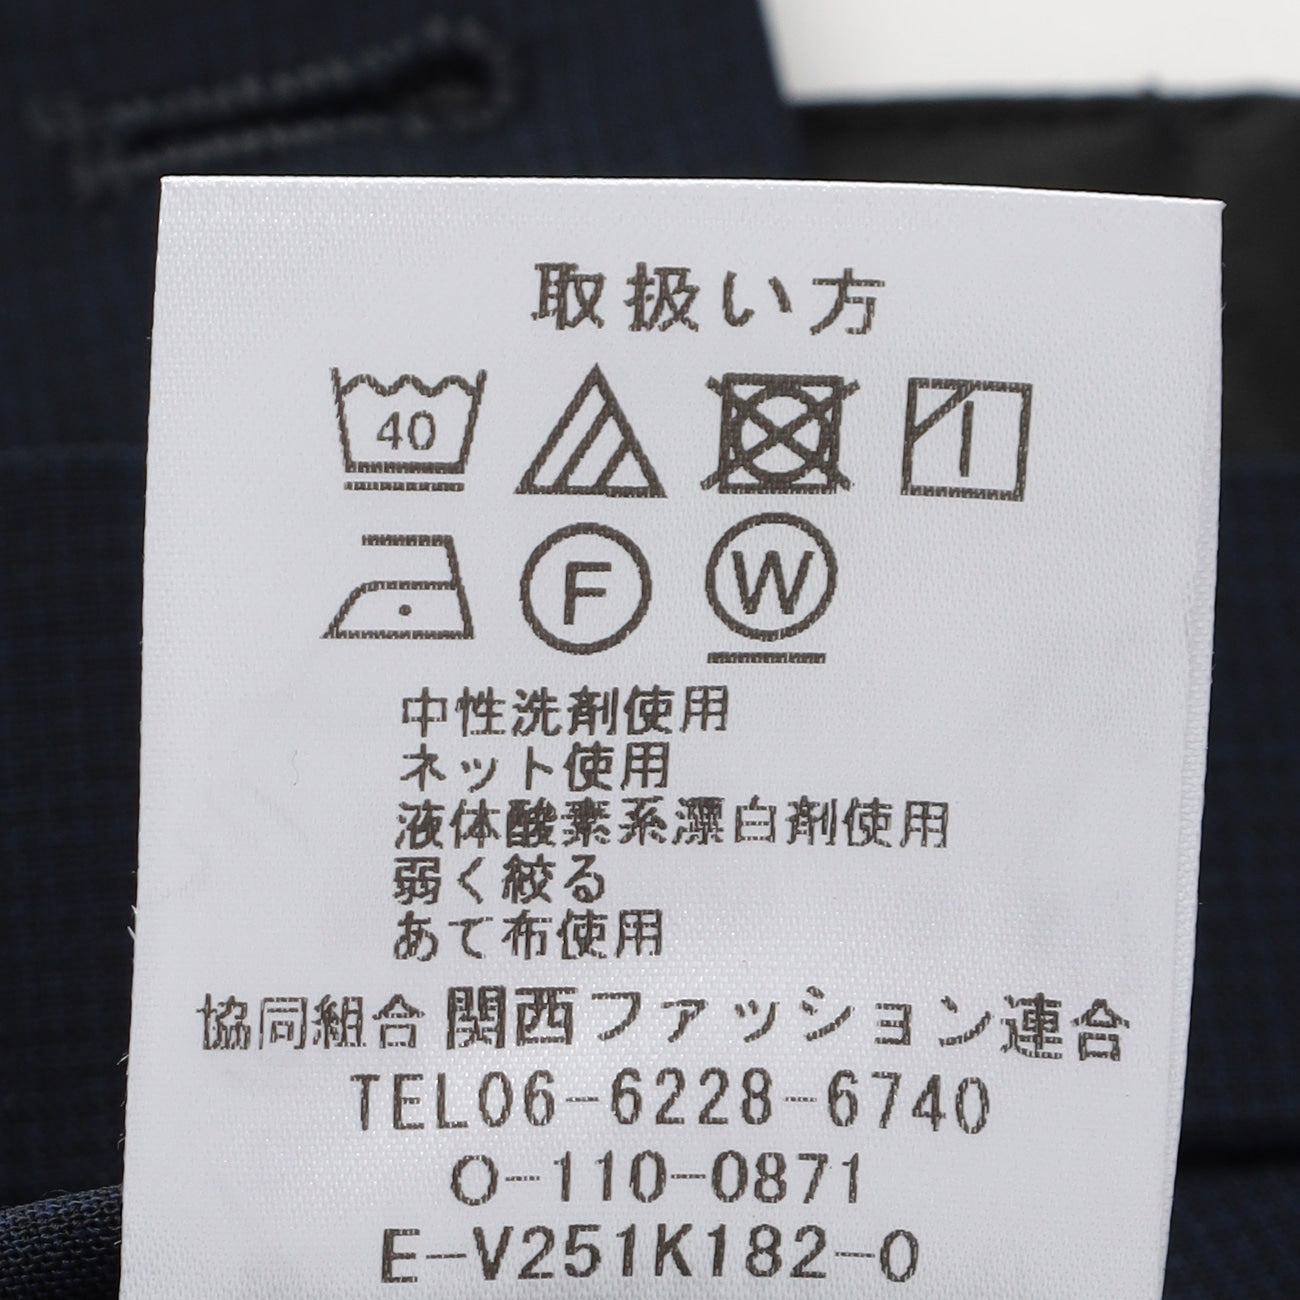 取扱い方
40
F W
中性洗剤使用
ネット使用
液体酸素系漂白剤使用
弱く絞る
あて布使用
協同組合 関西ファッション連合
TEL06-6228-6740
O-110-0871
E-V251K182-0